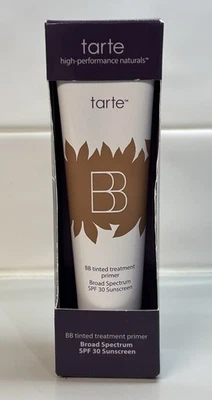 tarte
high-performance naturals™
tarte™
BB
BB tinted treatment
primer
Broad Spectrum
SPF 30 Sunscreen
BB tinted treatment primer
Broad Spectrum
SPF 30 Sunscreen